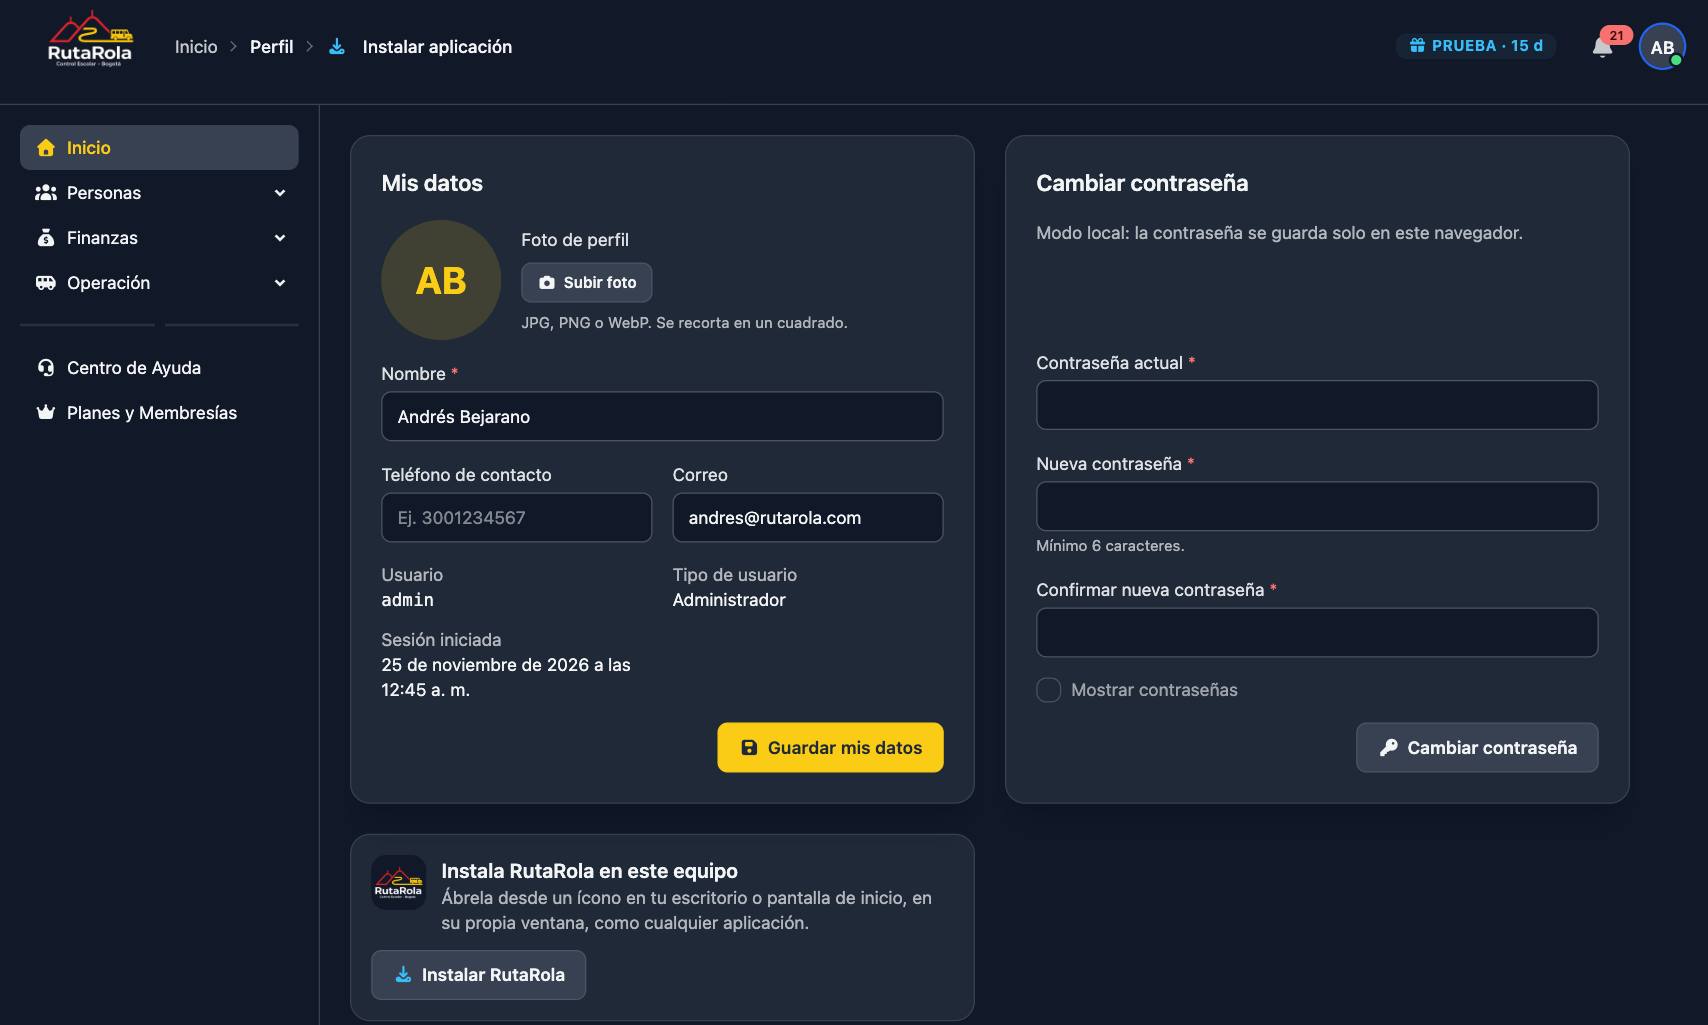 RutaRola
Control Escolar - Bogotá
Inicio > Perfil > Instalar aplicación
PRUEBA · 15 d
21
AB
Inicio
Personas
Finanzas
Operación
Centro de Ayuda
Planes y Membresías
Mis datos
AB
Foto de perfil
Subir foto
JPG, PNG o WebP. Se recorta en un cuadrado.
Nombre *
Andrés Bejarano
Teléfono de contacto
Ej. 3001234567
Correo
andres@rutarola.com
Usuario
admin
Tipo de usuario
Administrador
Sesión iniciada
25 de noviembre de 2026 a las
12:45 a. m.
Guardar mis datos
Cambiar contraseña
Modo local: la contraseña se guarda solo en este navegador.
Contraseña actual *
Nueva contraseña *
Mínimo 6 caracteres.
Confirmar nueva contraseña *
Mostrar contraseñas
Cambiar contraseña
RutaRola
Instala RutaRola en este equipo
Ábrela desde un ícono en tu escritorio o pantalla de inicio, en
su propia ventana, como cualquier aplicación.
Instalar RutaRola